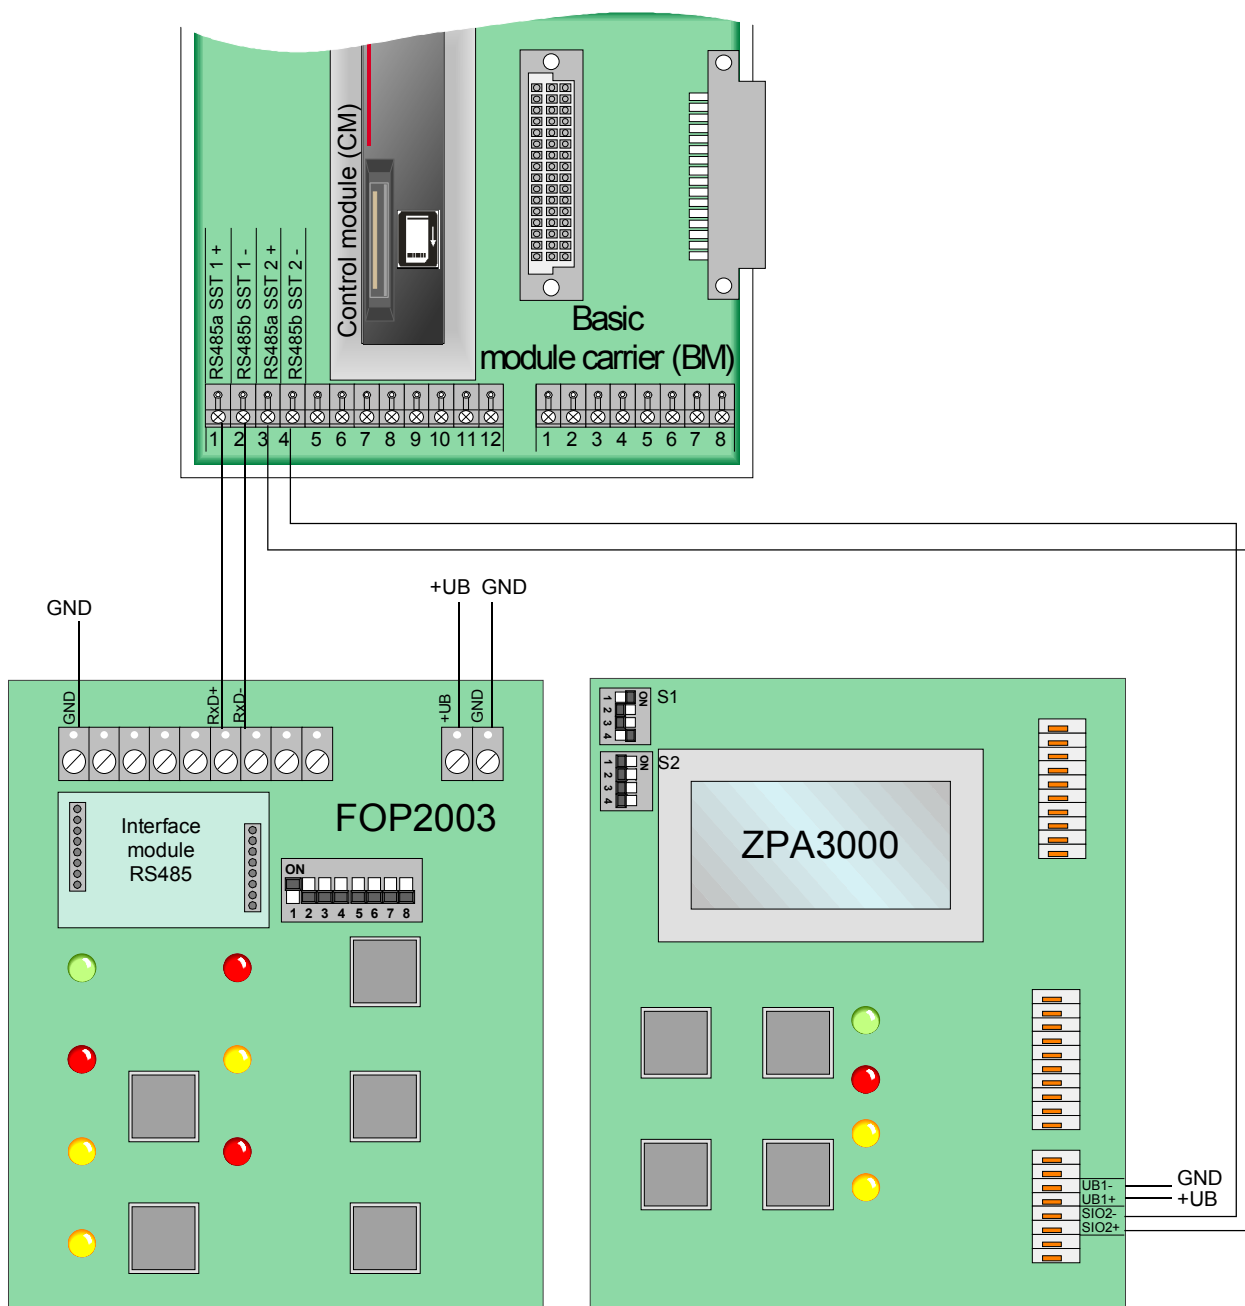 RS485a SST 1 +
RS485b SST 1 -
RS485a SST 2 +
RS485b SST 2 -
Control module (CM)
Basic
module carrier (BM)
1 2 3 4 5 6 7 8 9 10 11 12
1 2 3 4 5 6 7 8
GND
+UB GND
GND
RxD+
RxD-
+UB
GND
FOP2003
Interface
module
RS485
ON
1 2 3 4 5 6 7 8
1 2 3 4
ON
S1
1 2 3 4
ON
S2
ZPA3000
UB1- GND
UB1+ +UB
SIO2-
SIO2+